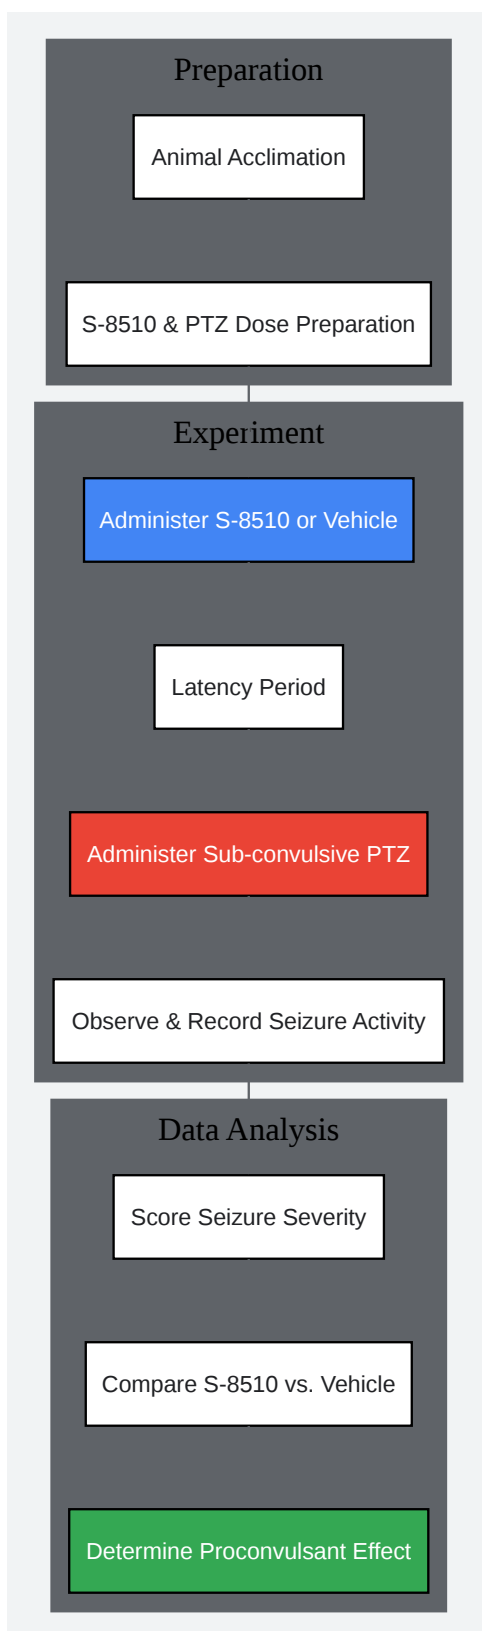 Preparation
Animal Acclimation
S-8510 & PTZ Dose Preparation
Experiment
Administer S-8510 or Vehicle
Latency Period
Administer Sub-convulsive PTZ
Observe & Record Seizure Activity
Data Analysis
Score Seizure Severity
Compare S-8510 vs. Vehicle
Determine Proconvulsant Effect